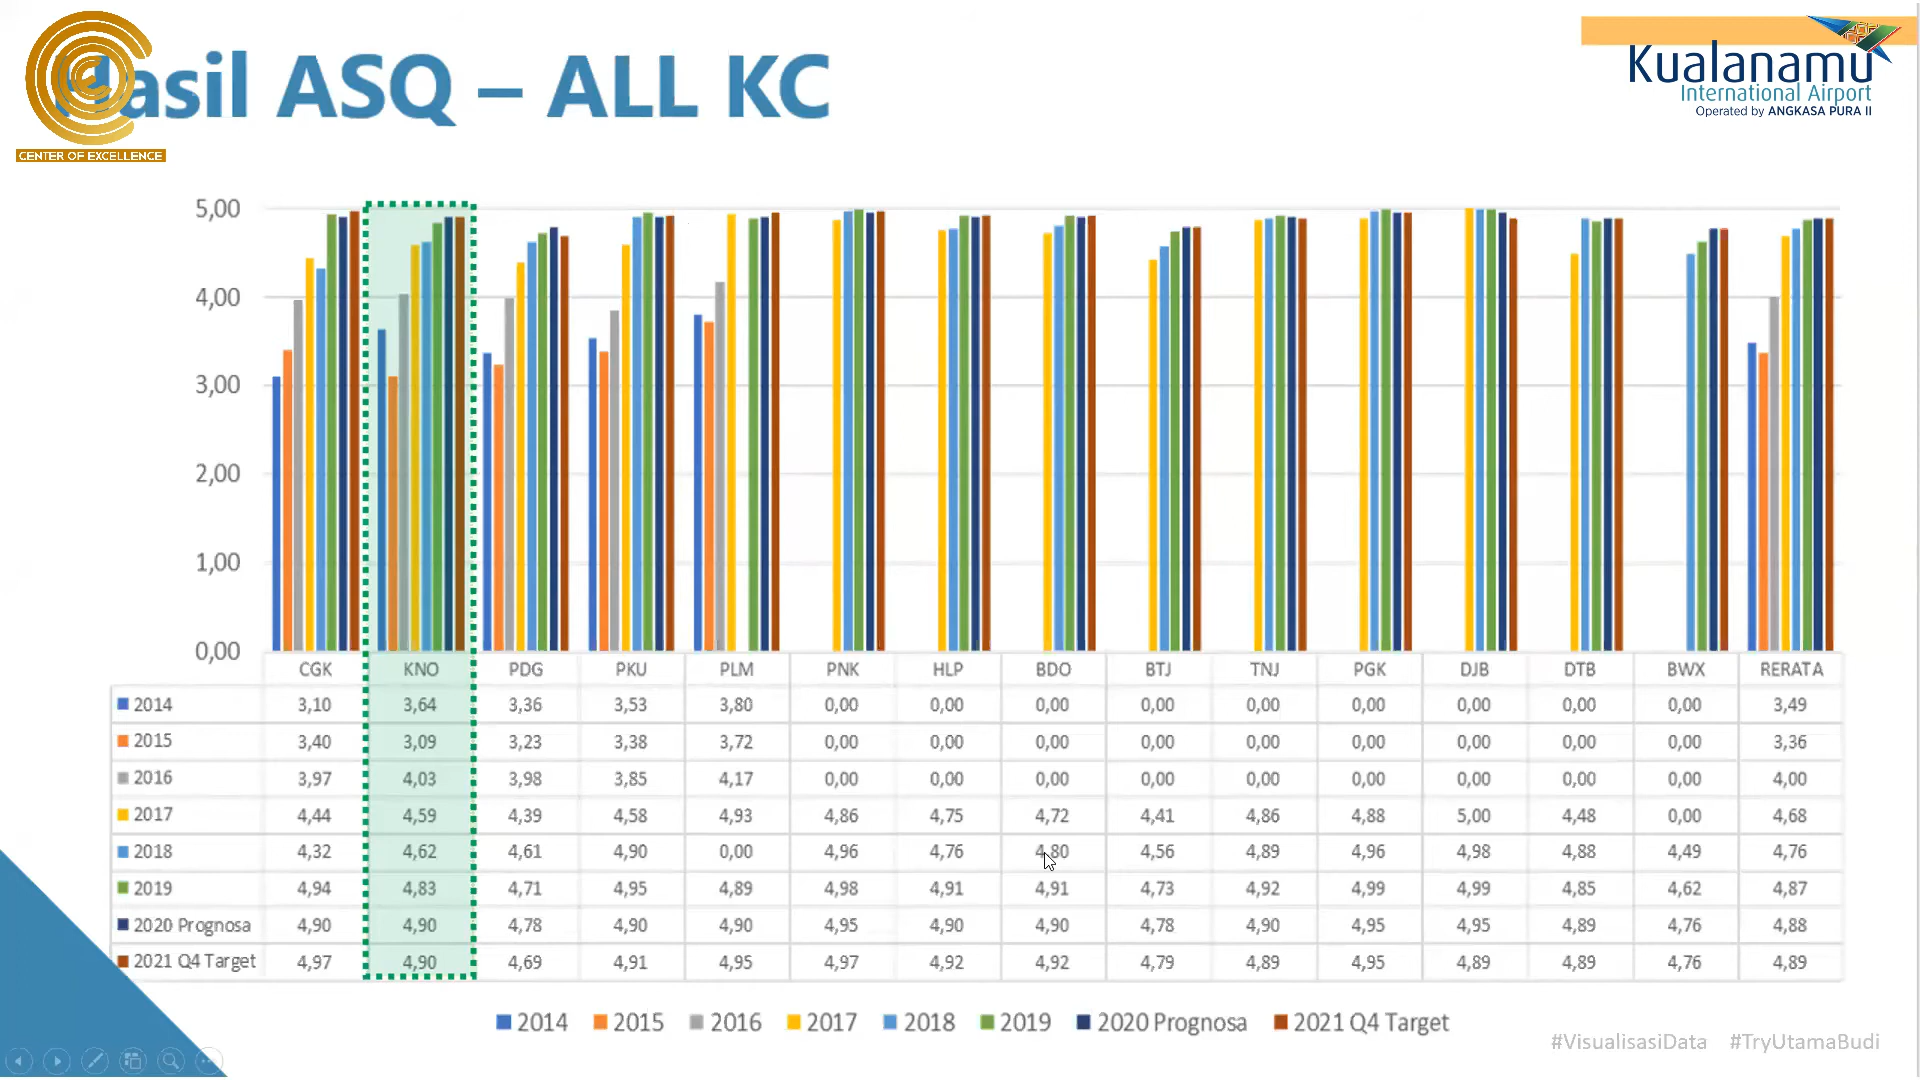 Hasil ASQ – ALL KC
CENTER OF EXCELLENCE
Kualanamu
International Airport
Operated by ANGKASA PURA II
5,00
4,00
3,00
2,00
1,00
0,00
CGK KNO PDG PKU PLM PNK HLP BDO BTJ TNJ PGK DJB DTB BWX RERATA
2014 3,10 3,64 3,36 3,53 3,80 0,00 0,00 0,00 0,00 0,00 0,00 0,00 0,00 0,00 3,49
2015 3,40 3,09 3,23 3,38 3,72 0,00 0,00 0,00 0,00 0,00 0,00 0,00 0,00 0,00 3,36
2016 3,97 4,03 3,98 3,85 4,17 0,00 0,00 0,00 0,00 0,00 0,00 0,00 0,00 0,00 4,00
2017 4,44 4,59 4,39 4,58 4,93 4,86 4,75 4,72 4,41 4,86 4,88 5,00 4,48 0,00 4,68
2018 4,32 4,62 4,61 4,90 0,00 4,96 4,76 4,80 4,56 4,89 4,96 4,98 4,88 4,49 4,76
2019 4,94 4,83 4,71 4,95 4,89 4,98 4,91 4,91 4,73 4,92 4,99 4,99 4,85 4,62 4,87
2020 Prognosa 4,90 4,90 4,78 4,90 4,90 4,95 4,90 4,90 4,78 4,90 4,95 4,95 4,89 4,76 4,88
2021 Q4 Target 4,97 4,90 4,69 4,91 4,95 4,97 4,92 4,92 4,79 4,89 4,95 4,89 4,89 4,76 4,89
2014 2015 2016 2017 2018 2019 2020 Prognosa 2021 Q4 Target
#VisualisasiData #TryUtamaBudi